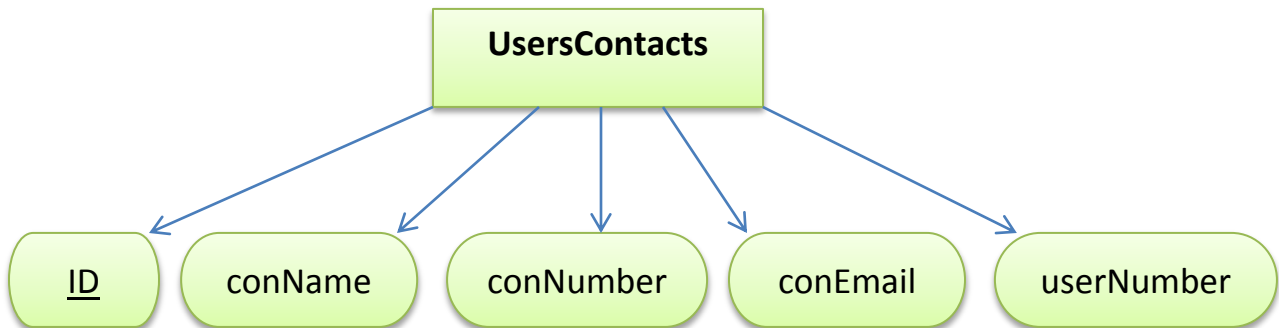 UsersContacts
ID
conName
conNumber
conEmail
userNumber